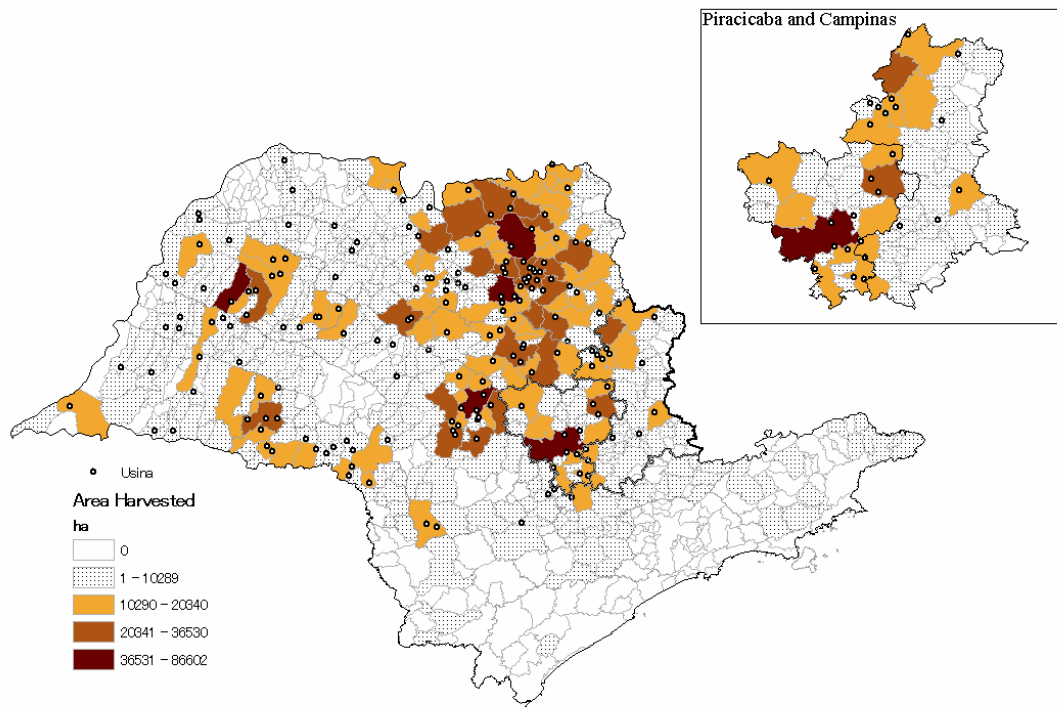 Piracicaba and Campinas
Usina
Area Harvested
ha
0
1 - 10289
10290 - 20340
20341 - 36530
36531 - 86602